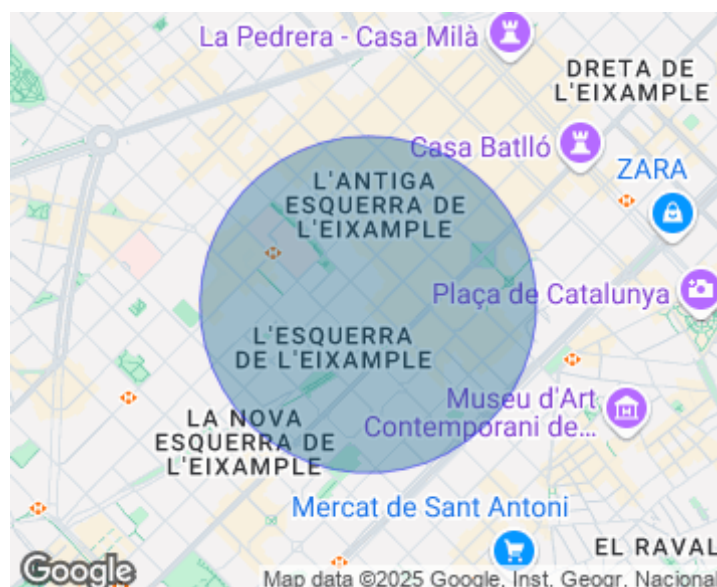 La Pedrera - Casa Milà
DRETA DE
L'EIXAMPLE
Casa Batlló
ZARA
L'ANTIGA
ESQUERRA DE
L'EIXAMPLE
Plaça de Catalunya
L'ESQUERRA
DE L'EIXAMPLE
Museu d'Art
Contemporani de...
LA NOVA
ESQUERRA DE
L'EIXAMPLE
Mercat de Sant Antoni
EL RAVAL
Google
Map data ©2025 Google, Inst. Geogr. Nacional